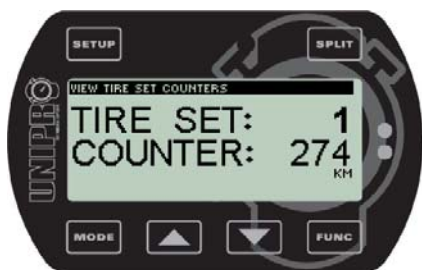 SETUP SPLIT
VIEW TIRE SET COUNTERS
TIRE SET: 1
COUNTER: 274
KM
UNIPRO
MODE FUNC